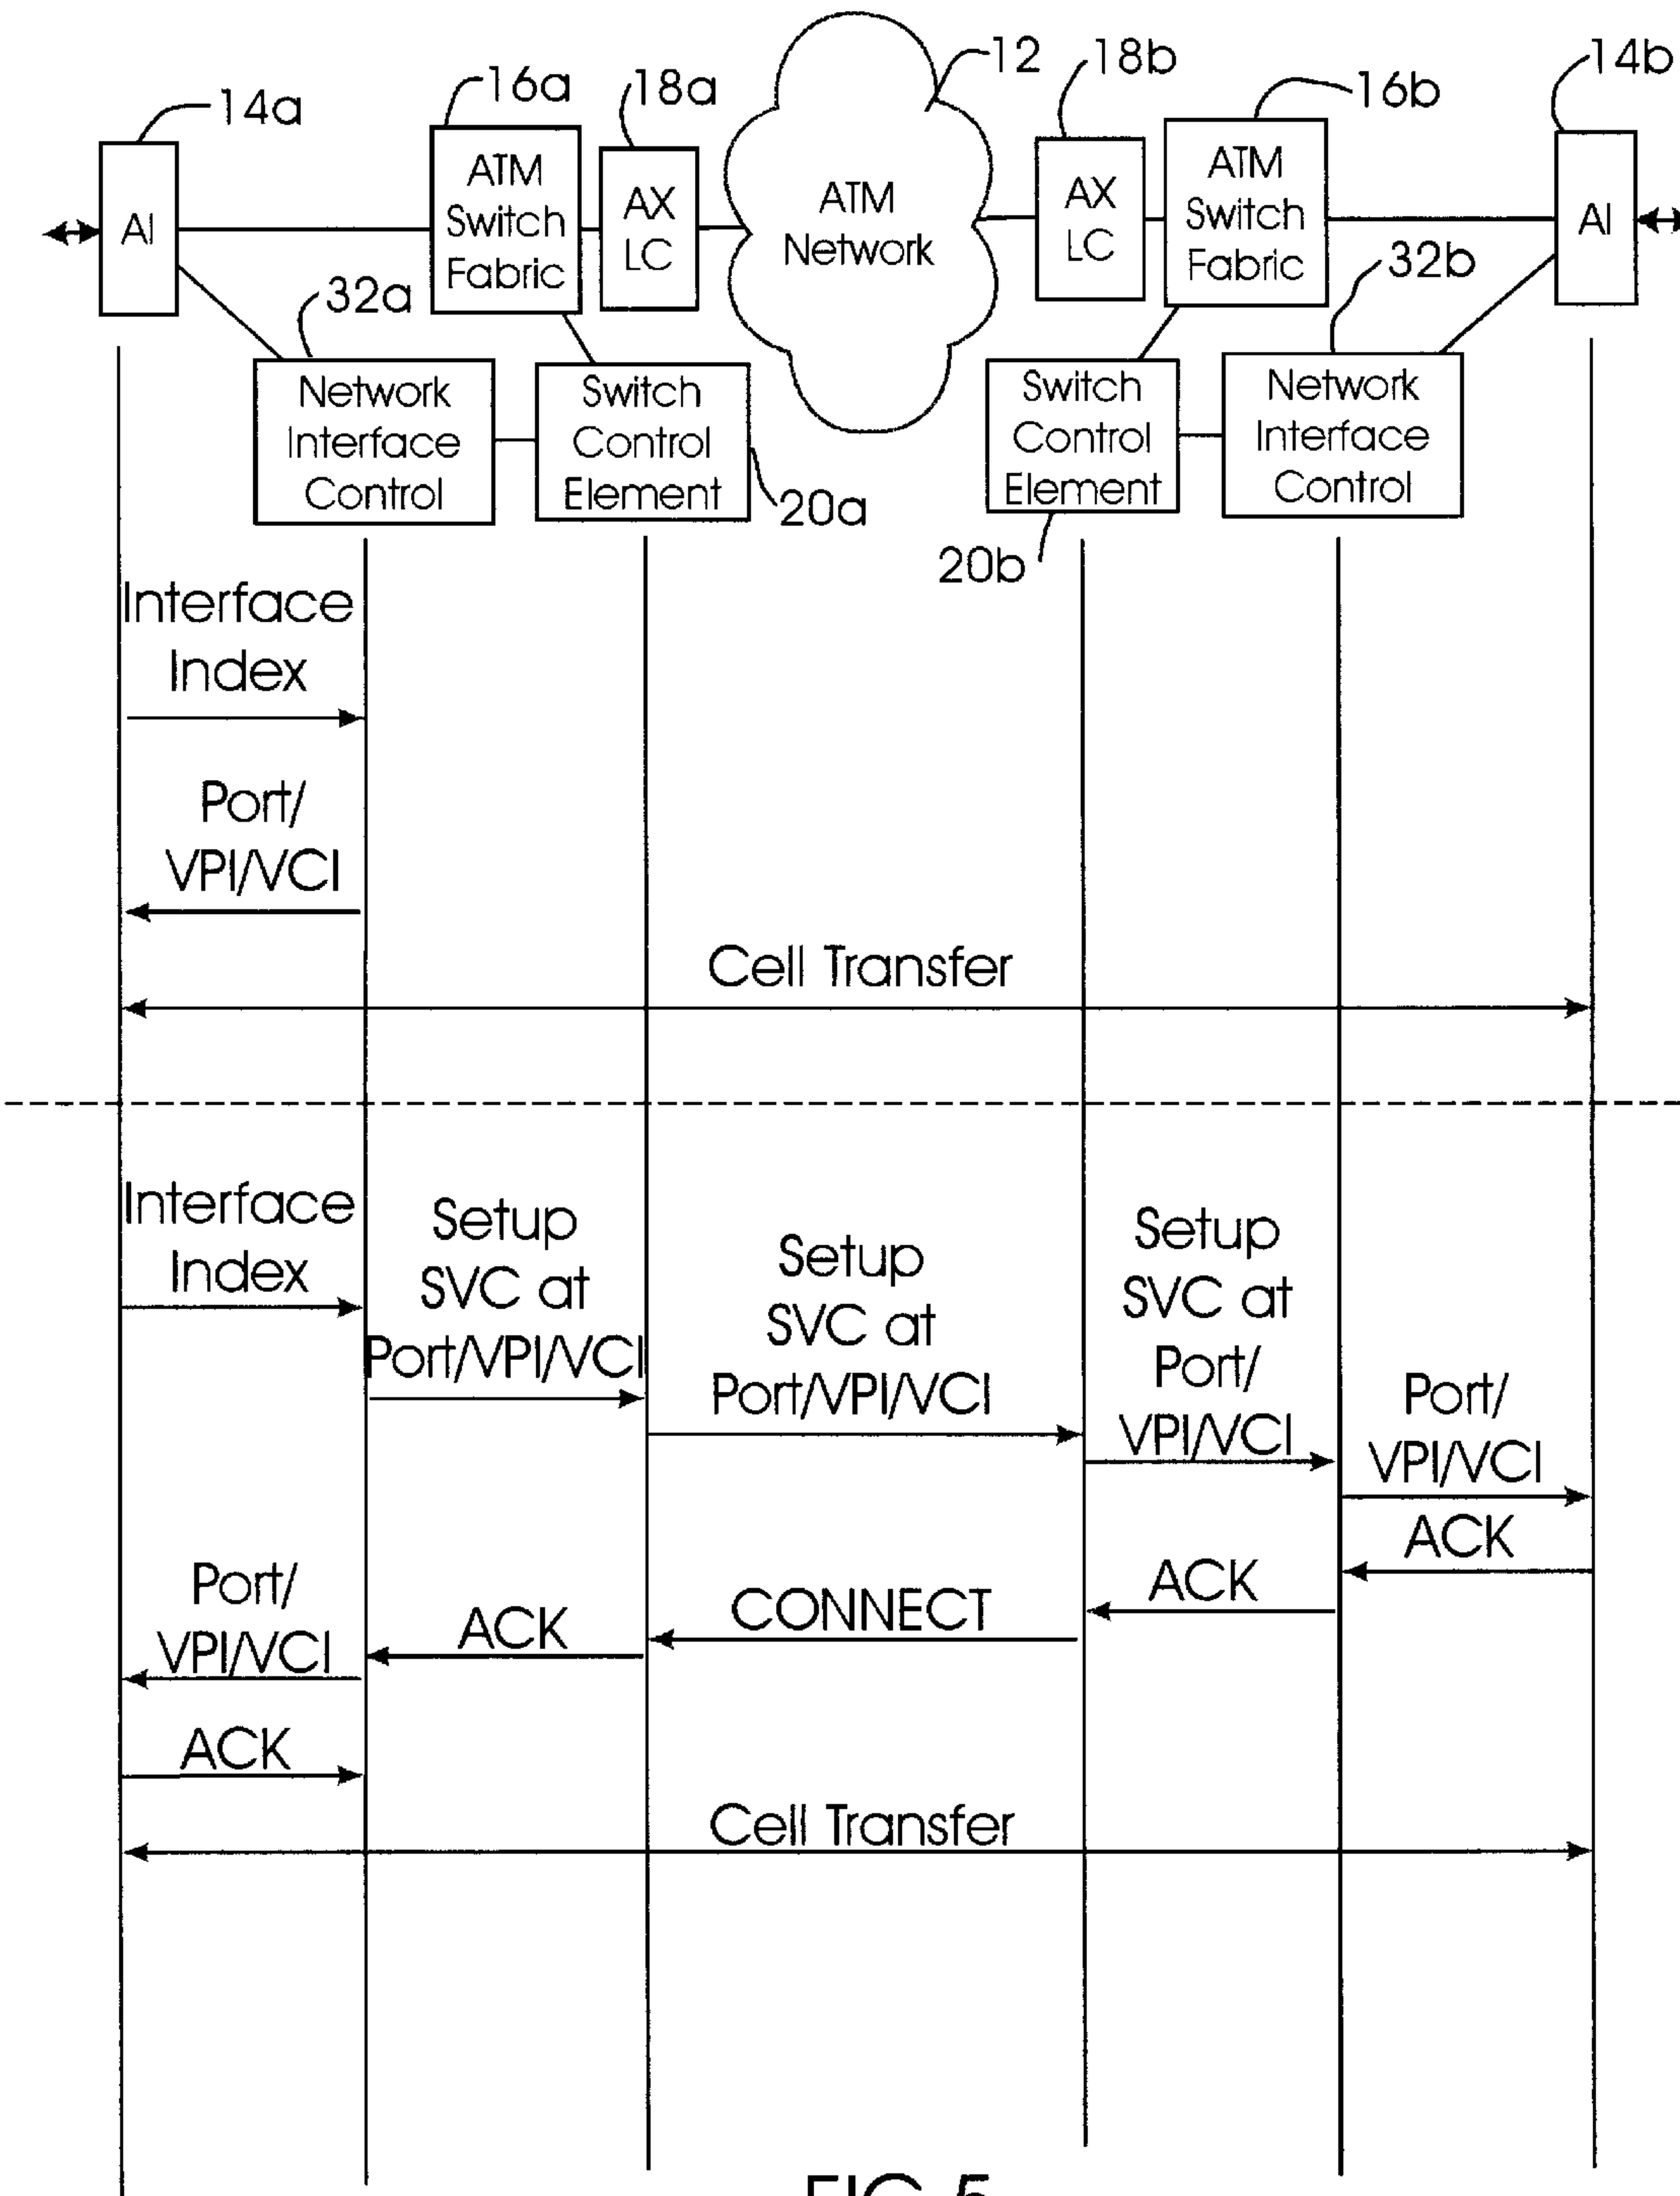 12
18b
14b
16a
18a
16b
14a
AI
ATM
Switch
Fabric
AX
LC
ATM
Network
AX
LC
ATM
Switch
Fabric
AI
32a
32b
Network
Interface
Control
Switch
Control
Element
20a
Switch
Control
Element
20b
Network
Interface
Control
Interface
Index
Port/
VPI/VCI
Cell Transfer
Interface
Index
Setup
SVC at
Port/VPI/VCI
Setup
SVC at
Port/VPI/VCI
Setup
SVC at
Port/
VPI/VCI
Port/
VPI/VCI
ACK
ACK
CONNECT
ACK
Port/
VPI/VCI
ACK
Cell Transfer
FIG 5